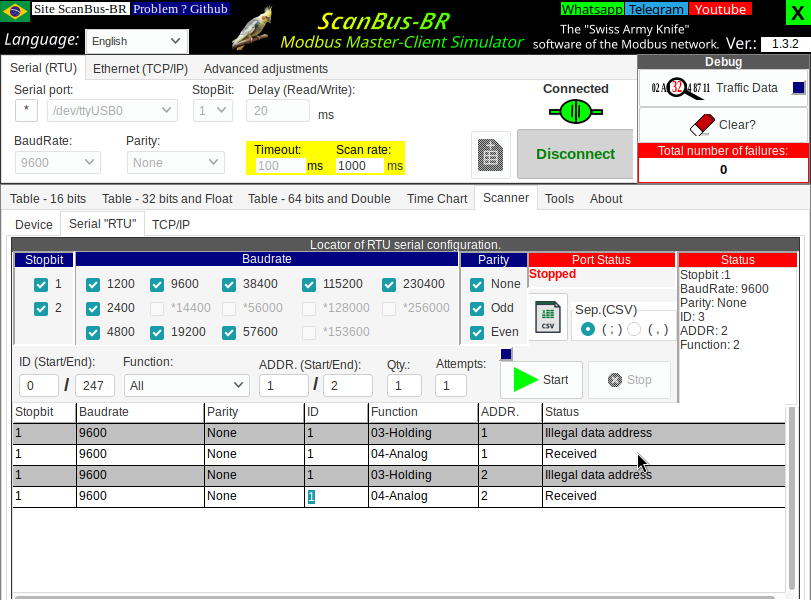 Site ScanBus-BR Problem ? Github
Language: English
ScanBus-BR
Modbus Master-Client Simulator
Whatsapp Telegram Youtube X
The "Swiss Army Knife"
software of the Modbus network. Ver.: 1.3.2
Serial (RTU) Ethernet (TCP/IP) Advanced adjustments
Serial port: StopBit: Delay (Read/Write):
* /dev/ttyUSB0 1 20 ms
BaudRate: Parity:
9600 None
Timeout: Scan rate:
100 ms 1000 ms
Connected
Disconnect
Debug
Traffic Data
Clear?
Total number of failures:
0
Table - 16 bits Table - 32 bits and Float Table - 64 bits and Double Time Chart Scanner Tools About
Device Serial "RTU" TCP/IP
Locator of RTU serial configuration.
Stopbit Baudrate Parity Port Status Status
1 1200 9600 38400 115200 230400 None
2 2400 *14400 *56000 *128000 *256000 Odd
4800 19200 57600 *153600 Even
Stopped
CSV Sep.(CSV)
( ; ) ( , )
Stopbit :1
BaudRate: 9600
Parity: None
ID: 3
ADDR: 2
Function: 2
ID (Start/End): Function: ADDR. (Start/End): Qty.: Attempts:
0 / 247 All 1 / 2 1 1 Start Stop
Stopbit Baudrate Parity ID Function ADDR. Status
1 9600 None 1 03-Holding 1 Illegal data address
1 9600 None 1 04-Analog 1 Received
1 9600 None 1 03-Holding 2 Illegal data address
1 9600 None 1 04-Analog 2 Received